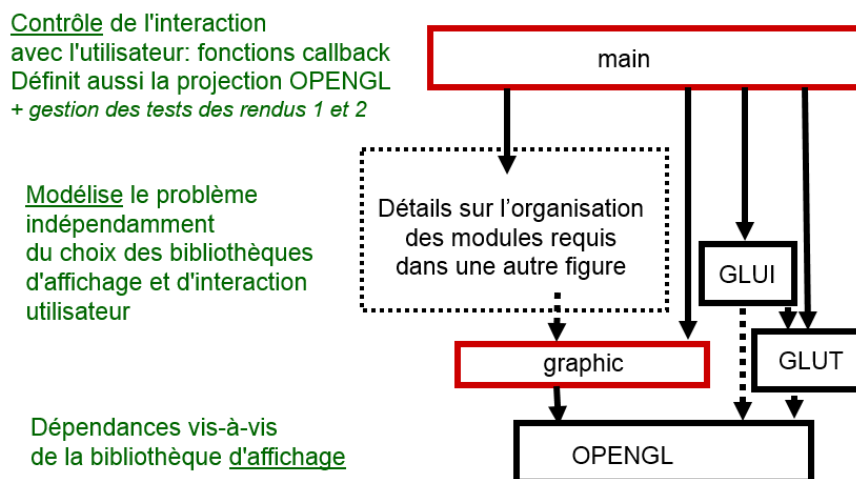 Contrôle de l'interaction
avec l'utilisateur: fonctions callback
Définit aussi la projection OPENGL
+ gestion des tests des rendus 1 et 2
main
Modélise le problème
indépendamment
du choix des bibliothèques
d'affichage et d'interaction
utilisateur
Détails sur l’organisation
des modules requis
dans une autre figure
GLUI
graphic
GLUT
Dépendances vis-à-vis
de la bibliothèque d'affichage
OPENGL